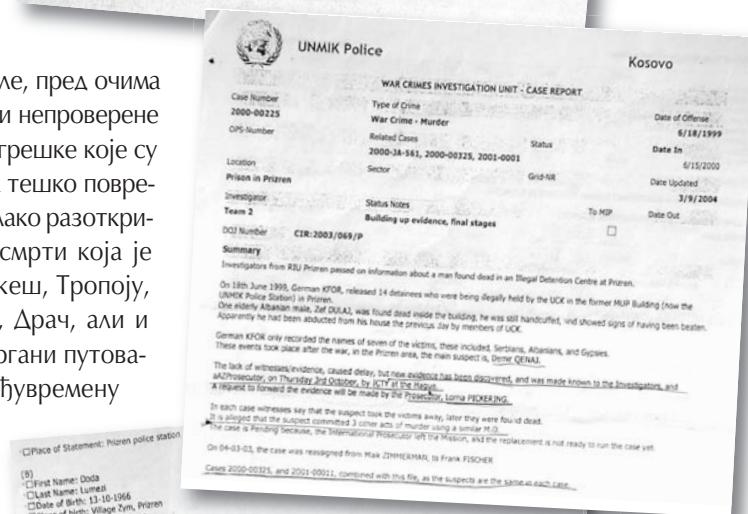 ле, пред очима
и непроверене
грешке које су
тешко повре-
лако разоткри-
смрти која је
кеш, Тропоју,
, Драч, али и
ргани путова-
ђувремену
UNMIK Police
Kosovo
WAR CRIMES INVESTIGATION UNIT - CASE REPORT
Case Number
Type of Crime
Date of Offense
2000-00225
War Crime - Murder
6/18/1999
OPS-Number
Related Cases
Status
Date In
2000-JA-561, 2000-00325, 2001-0001
6/15/2000
Location
Sector
Grid-NR
Date Updated
Prison in Prizren
3/9/2004
Investigator
Status Notes
To MIP
Date Out
Team 2
Building up evidence, final stages
DOJ Number
CIR:2003/069/P
Summary
Investigators from RIU Prizren passed on information about a man found dead in an Illegal Detention Centre at Prizren.
On 18th June 1999, German KFOR, released 14 detainees who were being illegally held by the UCK in the former MUP Building (now the
UNMIK Police Station) in Prizren.
One elderly Albanian male, Zef DULAJ, was found dead inside the building, he was still handcuffed, and showed signs of having been beaten.
Apparently he had been abducted from his house the previous day by members of UCK.
German KFOR only recorded the names of seven of the victims, these included, Serbians, Albanians, and Gypsies.
These events took place after the war, in the Prizren area, the main suspect is, Demir QENAJ.
The lack of witnesses/evidence, caused delay, but new evidence has been discovered, and was made known to the Investigators, and
aAZProsecutor, on Thursday 3rd October, by ICTY at the Hague.
A request to forward the evidence will be made by the Prosecutor, Lorna PICKERING.
In each case witnesses say that the suspect took the victims away, later they were found dead.
It is alleged that the suspect committed 3 other acts of murder using a similar M.O.
The case is Pending because, the International Prosecutor left the Mission, and the replacement is not ready to run the case yet.
On 04-03-03, the case was reassigned from Maik ZIMMERMAN, to Frank FISCHER
Cases 2000-00325, and 2001-00011, combined with this file, as the suspects are the same in each case.
Place of Statement: Prizren police station
(B)
First Name: Doda
Last Name: Lumezi
Date of Birth: 13-10-1966
of birth: Village Zym, Prizren